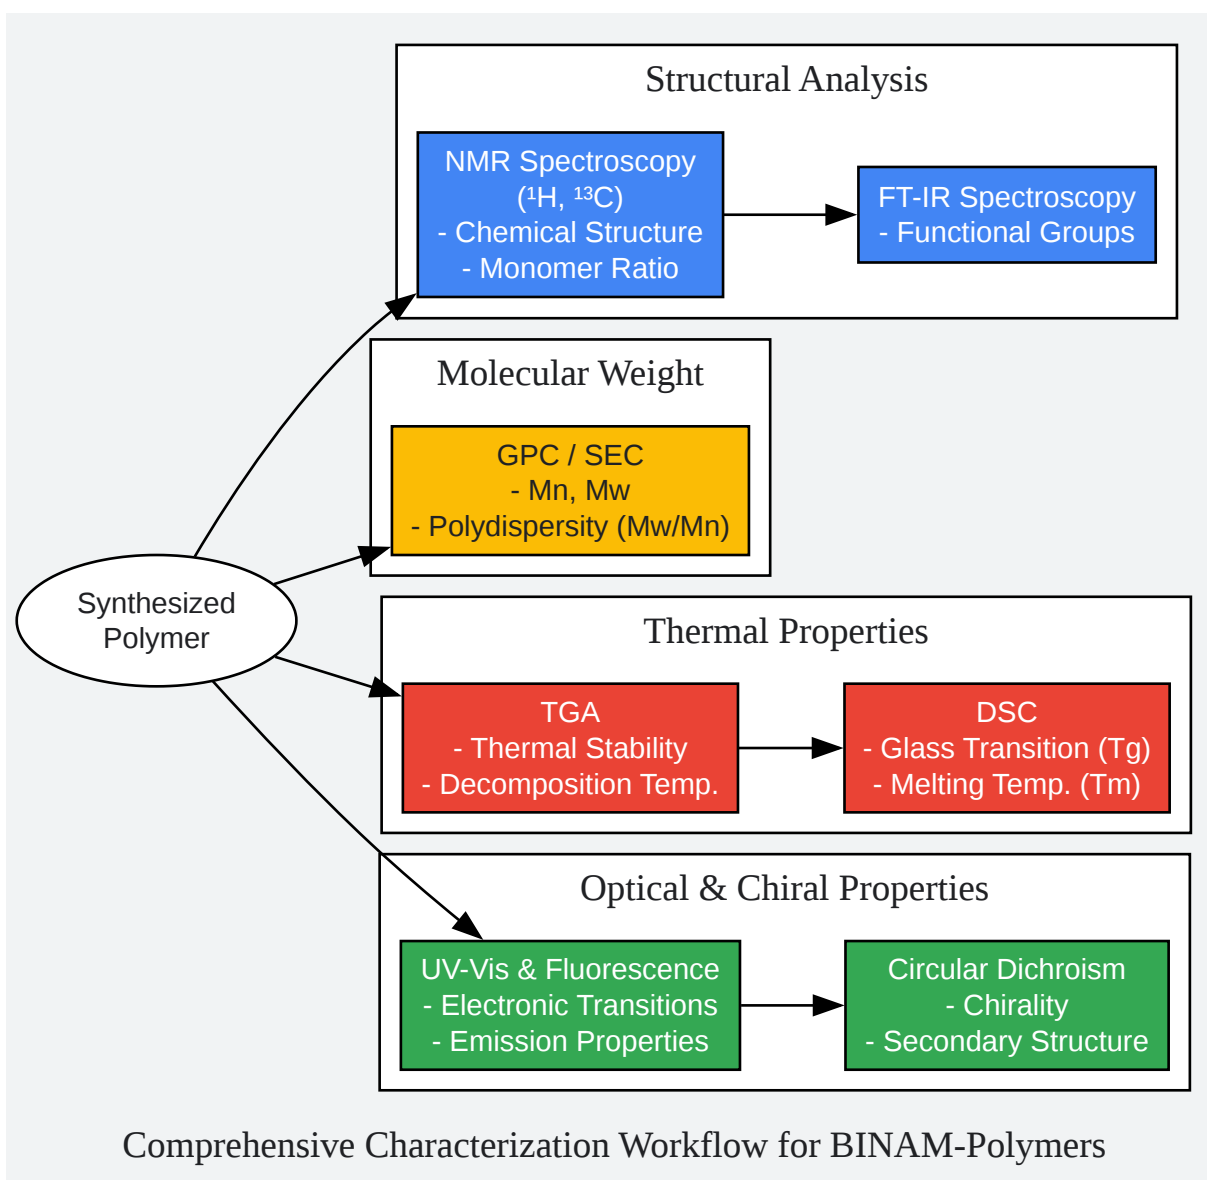 Structural Analysis
NMR Spectroscopy
(¹H, ¹³C)
- Chemical Structure
- Monomer Ratio
FT-IR Spectroscopy
- Functional Groups
Molecular Weight
GPC / SEC
- Mn, Mw
- Polydispersity (Mw/Mn)
Synthesized
Polymer
Thermal Properties
TGA
- Thermal Stability
- Decomposition Temp.
DSC
- Glass Transition (Tg)
- Melting Temp. (Tm)
Optical & Chiral Properties
UV-Vis & Fluorescence
- Electronic Transitions
- Emission Properties
Circular Dichroism
- Chirality
- Secondary Structure
Comprehensive Characterization Workflow for BINAM-Polymers